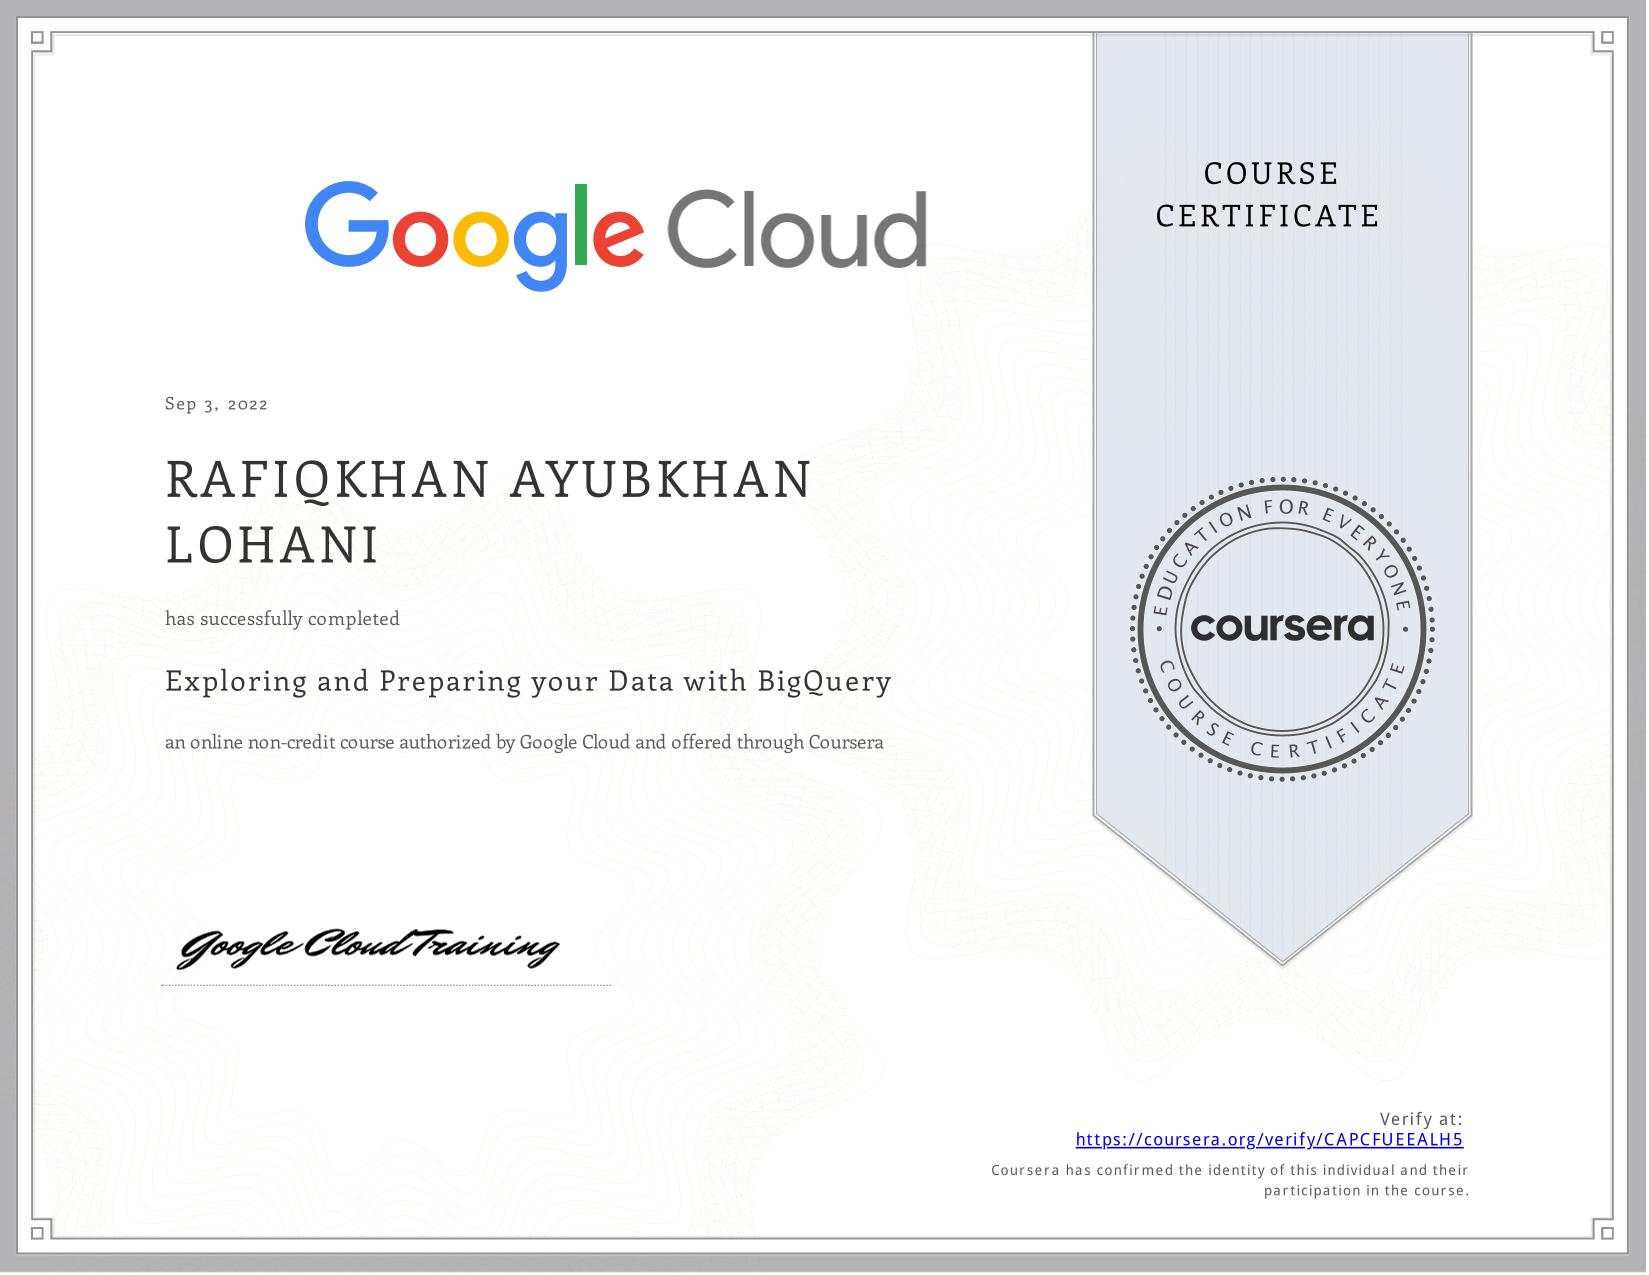 Google Cloud
COURSE
CERTIFICATE
Sep 3, 2022
RAFIQKHAN AYUBKHAN
LOHANI
has successfully completed
Exploring and Preparing your Data with BigQuery
an online non-credit course authorized by Google Cloud and offered through Coursera
EDUCATION FOR EVERYONE
coursera
COURSE CERTIFICATE
Google Cloud Training
Verify at:
https://coursera.org/verify/CAPCFUEEALH5
Coursera has confirmed the identity of this individual and their
participation in the course.